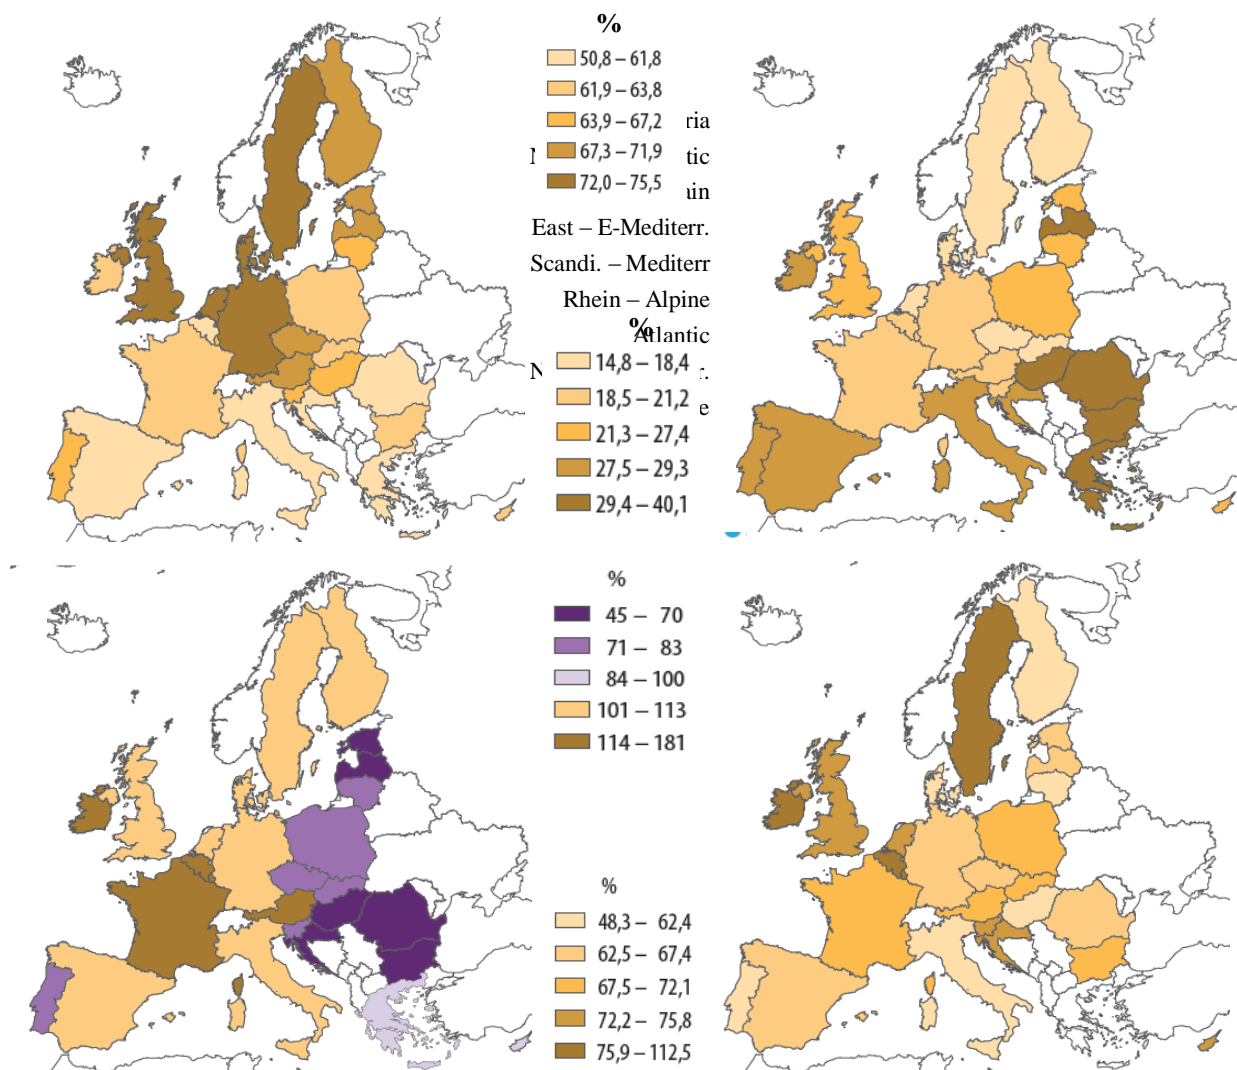 %
50,8 – 61,8
61,9 – 63,8
63,9 – 67,2
67,3 – 71,9
72,0 – 75,5
ria
tic
ain
East – E-Mediterr.
Scandi. – Mediterr
Rhein – Alpine
%
Atlantic
N
r.
e
14,8 – 18,4
18,5 – 21,2
21,3 – 27,4
27,5 – 29,3
29,4 – 40,1
%
45 – 70
71 – 83
84 – 100
101 – 113
114 – 181
%
48,3 – 62,4
62,5 – 67,4
67,5 – 72,1
72,2 – 75,8
75,9 – 112,5